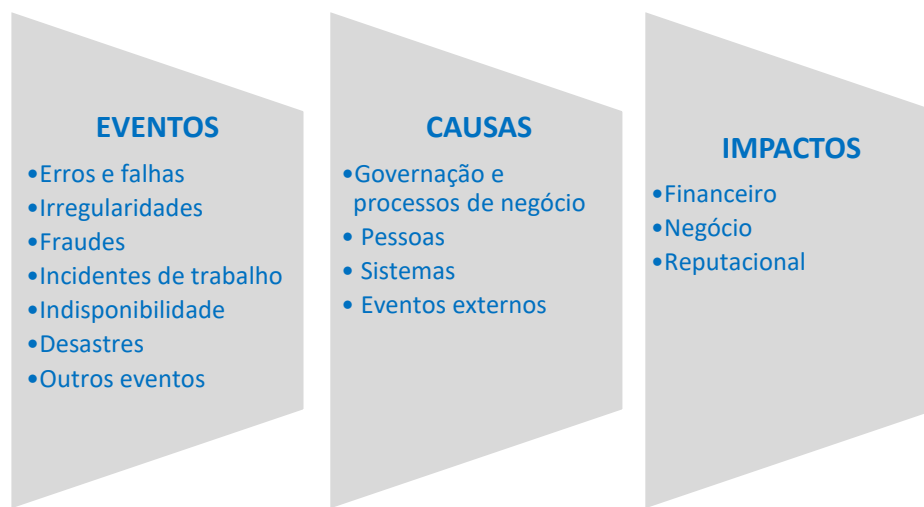 EVENTOS
•Erros e falhas
•Irregularidades
•Fraudes
•Incidentes de trabalho
•Indisponibilidade
•Desastres
•Outros eventos
CAUSAS
•Governação e
processos de negócio
• Pessoas
• Sistemas
• Eventos externos
IMPACTOS
•Financeiro
•Negócio
•Reputacional